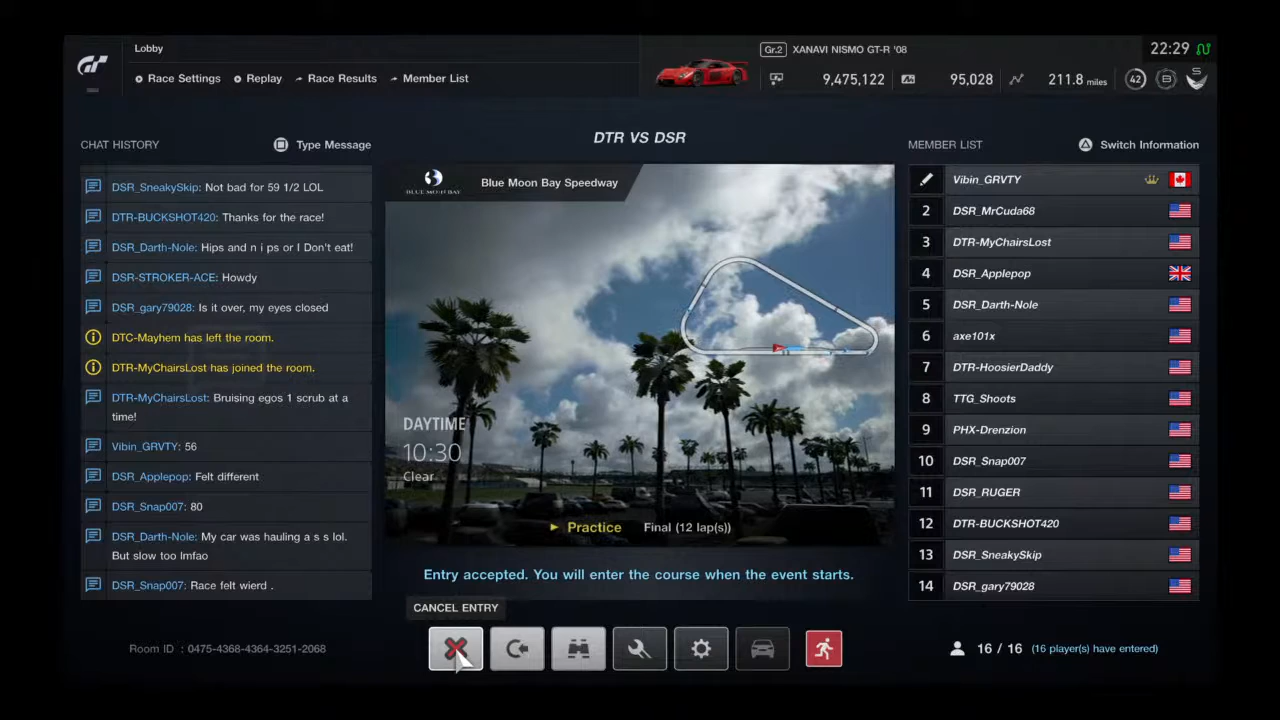 Lobby
Gr.2 XANAVI NISMO GT-R '08
22:29
Race Settings
Replay
Race Results
Member List
9,475,122
95,028
211.8 miles
42
B
S
CHAT HISTORY
Type Message
DTR VS DSR
MEMBER LIST
Switch Information
DSR_SneakySkip: Not bad for 59 1/2 LOL
DTR-BUCKSHOT420: Thanks for the race!
DSR_Darth-Nole: Hips and n i ps or I Don't eat!
DSR-STROKER-ACE: Howdy
DSR_gary79028: Is it over, my eyes closed
DTC-Mayhem has left the room.
DTR-MyChairsLost has joined the room.
DTR-MyChairsLost: Bruising egos 1 scrub at a
time!
Vibin_GRVTY: 56
DSR_Applepop: Felt different
DSR_Snap007: 80
DSR_Darth-Nole: My car was hauling a s s lol.
But slow too lmfao
DSR_Snap007: Race felt wierd .
BLUE MOON BAY
Blue Moon Bay Speedway
DAYTIME
10:30
Clear
Practice
Final (12 lap(s))
Entry accepted. You will enter the course when the event starts.
CANCEL ENTRY
Vibin_GRVTY
2 DSR_MrCuda68
3 DTR-MyChairsLost
4 DSR_Applepop
5 DSR_Darth-Nole
6 axe101x
7 DTR-HoosierDaddy
8 TTG_Shoots
9 PHX-Drenzion
10 DSR_Snap007
11 DSR_RUGER
12 DTR-BUCKSHOT420
13 DSR_SneakySkip
14 DSR_gary79028
Room ID : 0475-4368-4364-3251-2068
16 / 16 (16 player(s) have entered)